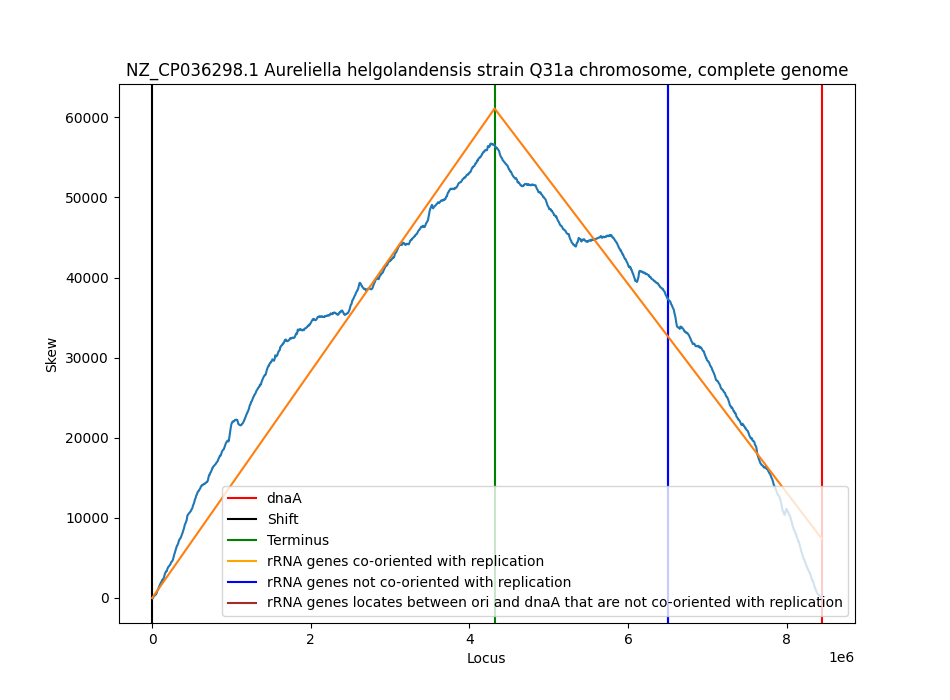 NZ_CP036298.1 Aureliella helgolandensis strain Q31a chromosome, complete genome
Skew
60000
50000
40000
30000
20000
10000
0
dnaA
Shift
Terminus
rRNA genes co-oriented with replication
rRNA genes not co-oriented with replication
rRNA genes locates between ori and dnaA that are not co-oriented with replication
0 2 4 6 8
1e6
Locus